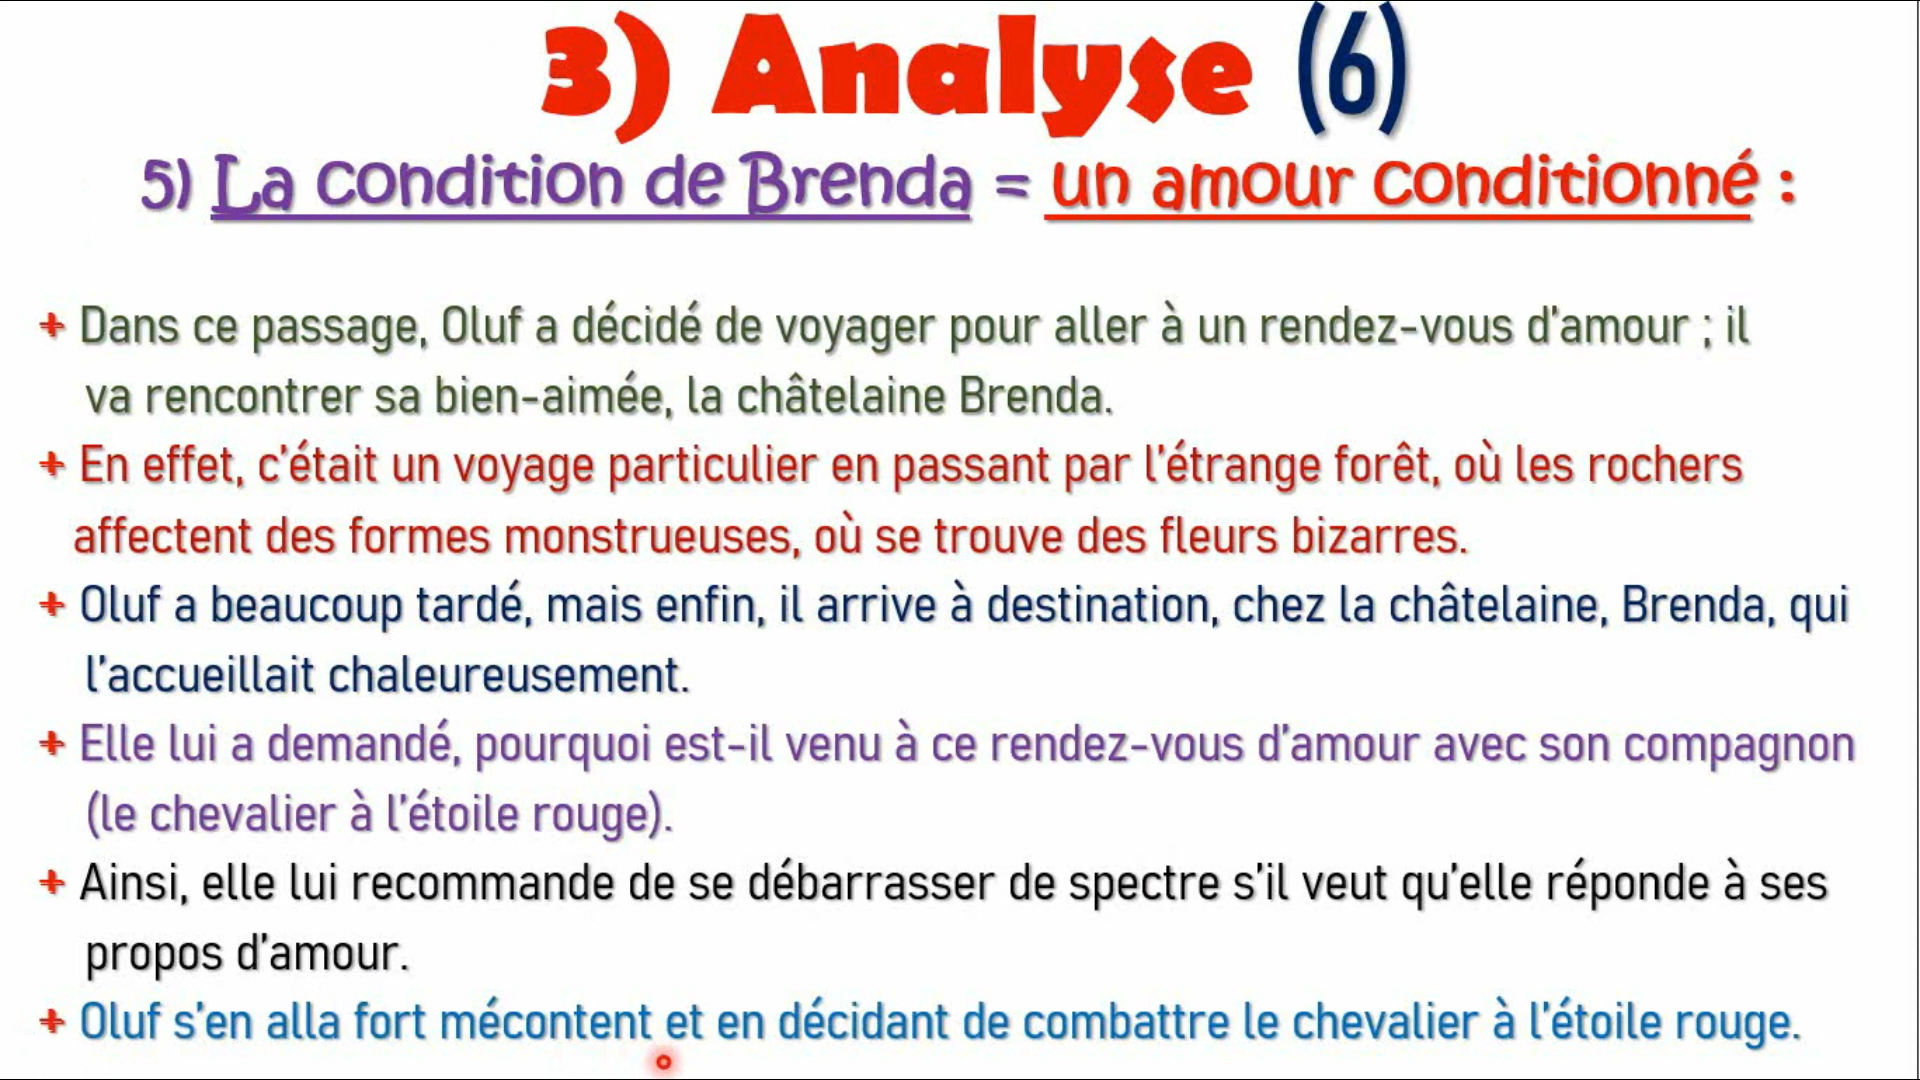 3) Analyse (6)
5) La condition de Brenda = un amour conditionné :
+ Dans ce passage, Oluf a décidé de voyager pour aller à un rendez-vous d'amour ; il
va rencontrer sa bien-aimée, la châtelaine Brenda.
+ En effet, c'était un voyage particulier en passant par l'étrange forêt, où les rochers
affectent des formes monstrueuses, où se trouve des fleurs bizarres.
+ Oluf a beaucoup tardé, mais enfin, il arrive à destination, chez la châtelaine, Brenda, qui
l'accueillait chaleureusement.
+ Elle lui a demandé, pourquoi est-il venu à ce rendez-vous d'amour avec son compagnon
(le chevalier à l'étoile rouge).
+ Ainsi, elle lui recommande de se débarrasser de spectre s'il veut qu'elle réponde à ses
propos d'amour.
+ Oluf s'en alla fort mécontent et en décidant de combattre le chevalier à l'étoile rouge.